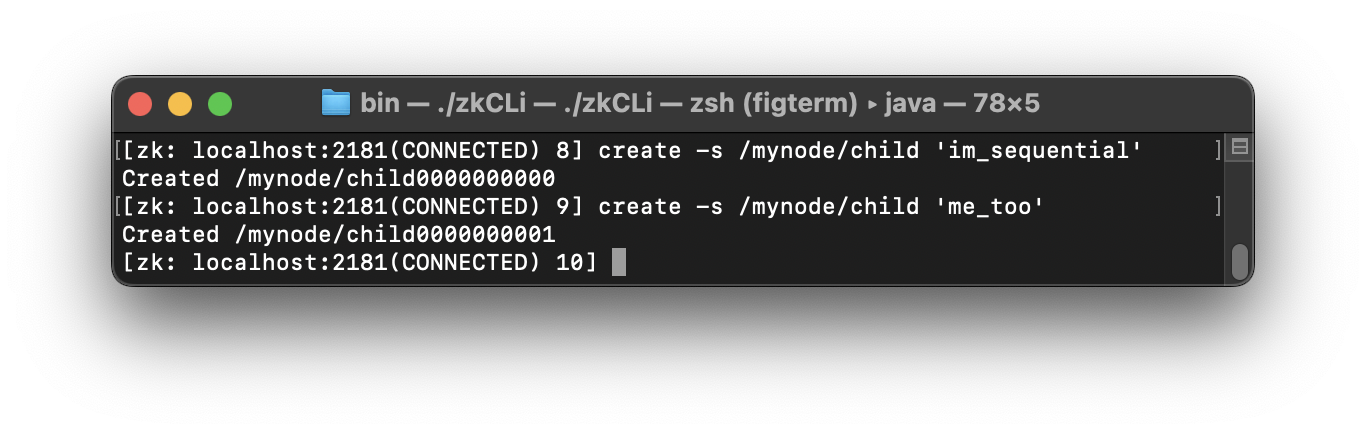 bin — ./zkCLi — ./zkCLi — zsh (figterm) ▸ java — 78×5
[[zk: localhost:2181(CONNECTED) 8] create -s /mynode/child 'im_sequential' ]
Created /mynode/child0000000000
[[zk: localhost:2181(CONNECTED) 9] create -s /mynode/child 'me_too' ]
Created /mynode/child0000000001
[zk: localhost:2181(CONNECTED) 10]